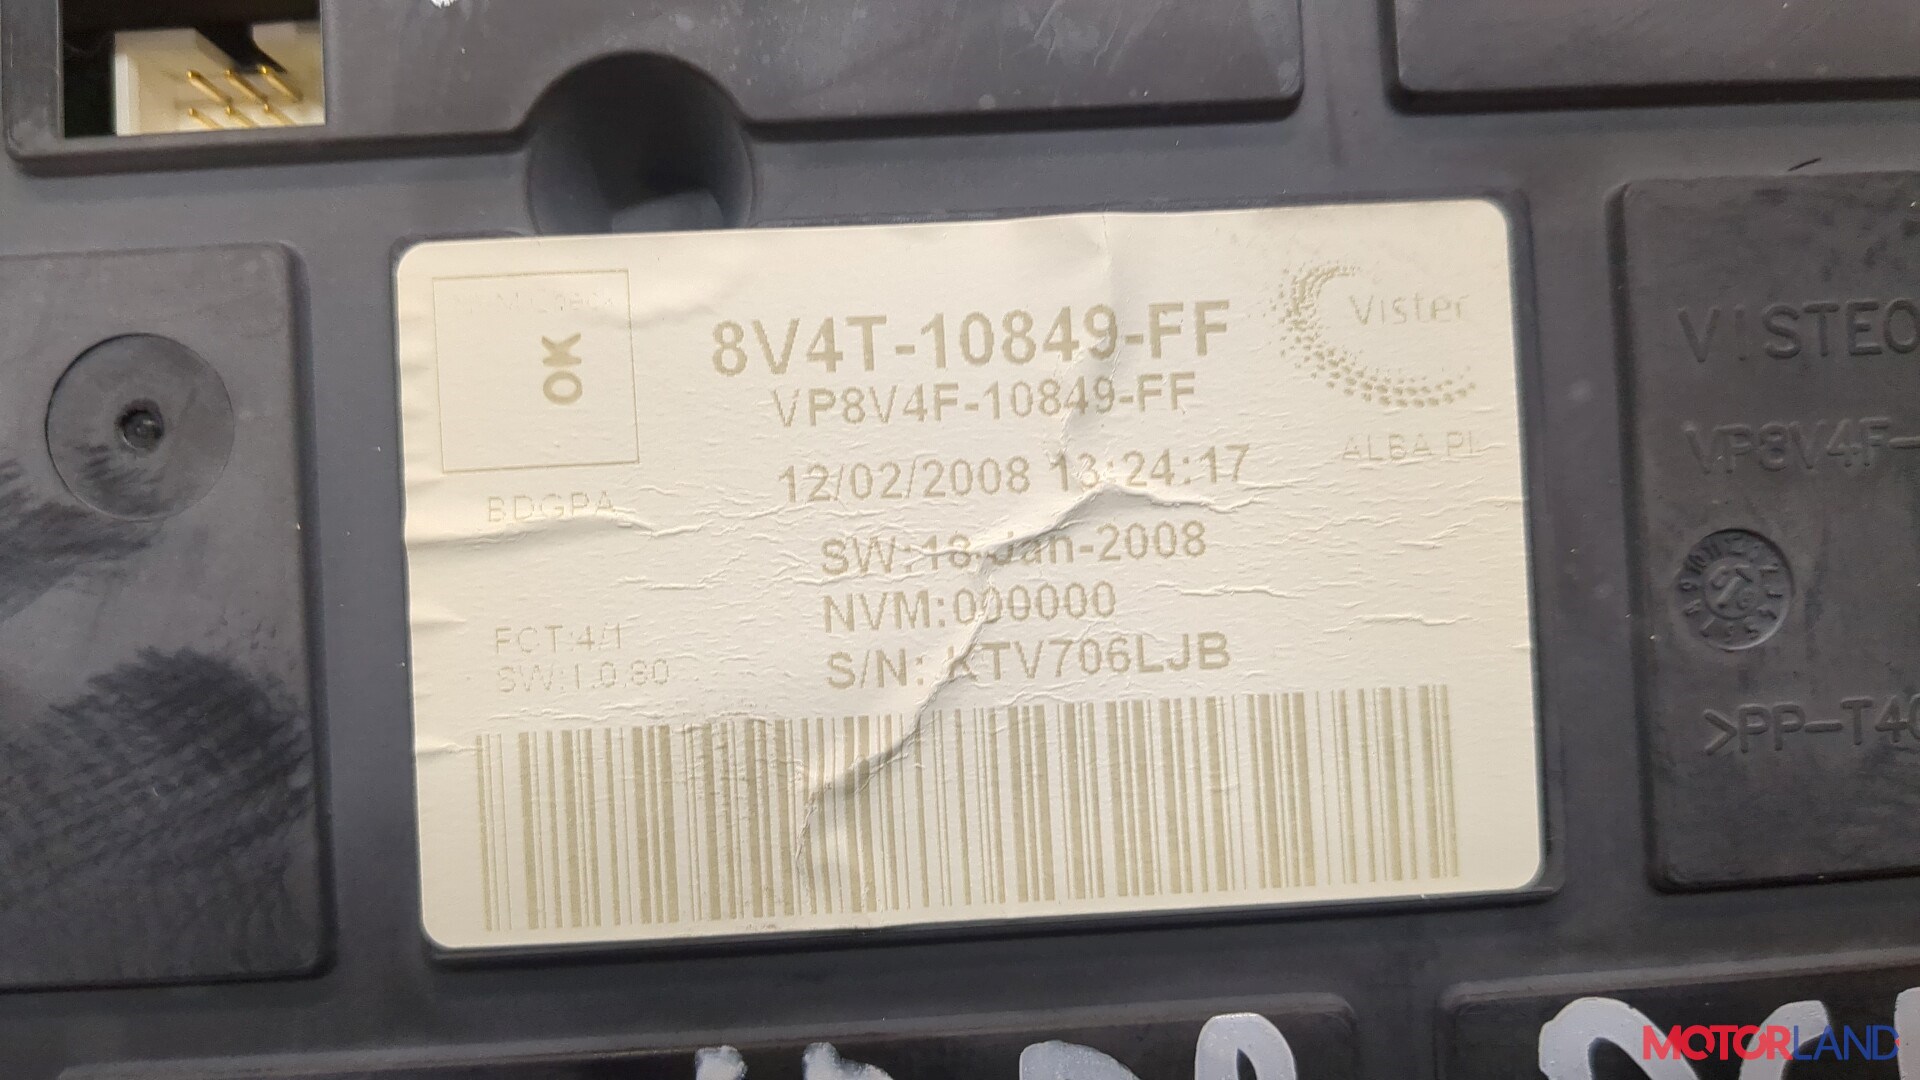 OK
8V4T-10849-FF
VP8V4F-10849-FF
Visteon
ALBA PL
12/02/2008 13:24:17
BDGPA
SW:18-Jan-2008
NVM:000000
S/N: KTV706LJB
FCT:4/1
SW:1.0.80
VISTEO
VP8V4F-
>PP-T40
MOTORLAND